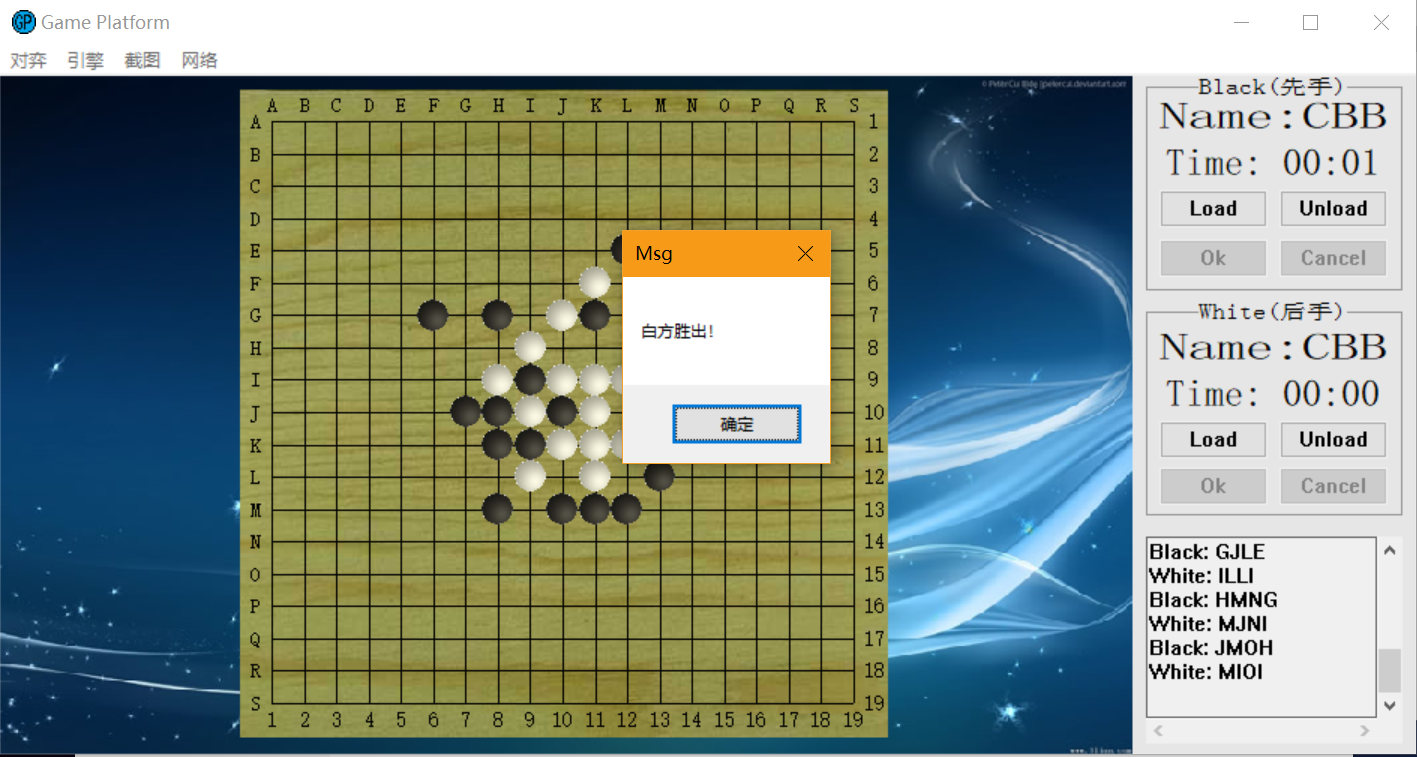 Game Platform
对弈 引擎 截图 网络
A B C D E F G H I J K L M N O P Q R S
A 1
B 2
C 3
D 4
E 5
F 6
G 7
H 8
I 9
J 10
K 11
L 12
M 13
N 14
O 15
P 16
Q 17
R 18
S 19
1 2 3 4 5 6 7 8 9 10 11 12 13 14 15 16 17 18 19
Msg
白方胜出!
确定
Black(先手)
Name:CBB
Time: 00:01
Load Unload
Ok Cancel
White(后手)
Name:CBB
Time: 00:00
Load Unload
Ok Cancel
Black: GJLE
White: ILLI
Black: HMNG
White: MJNI
Black: JMOH
White: MIOI